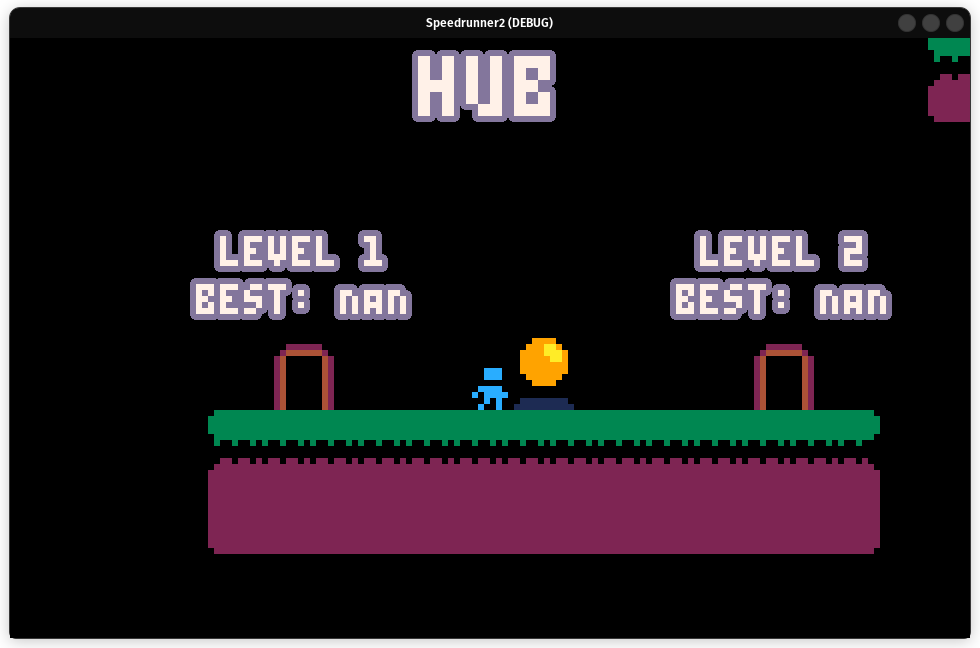 Speedrunner2 (DEBUG)
HUB
LEVEL 1
BEST: nan
LEVEL 2
BEST: nan